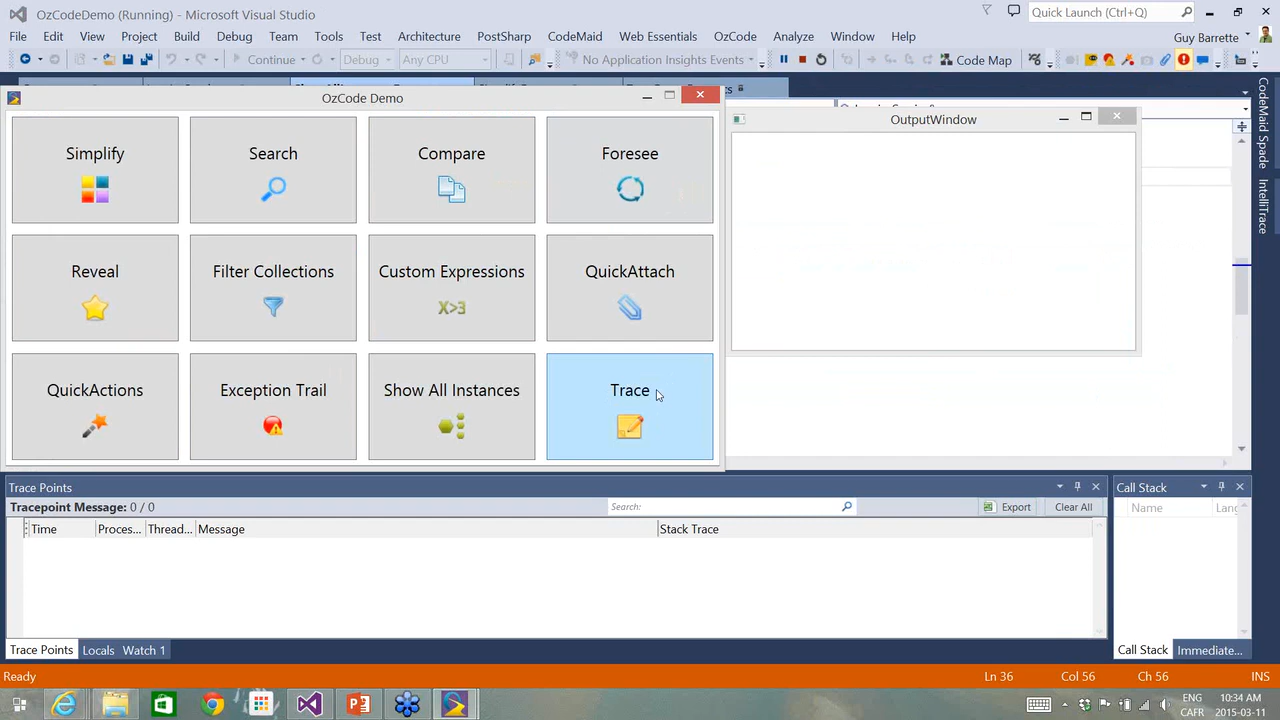 OzCodeDemo (Running) - Microsoft Visual Studio
Quick Launch (Ctrl+Q)
File Edit View Project Build Debug Team Tools Test Architecture PostSharp CodeMaid Web Essentials OzCode Analyze Window Help
Guy Barrette
Continue Debug Any CPU No Application Insights Events Code Map
OzCode Demo
OutputWindow
Simplify Search Compare Foresee
Reveal Filter Collections Custom Expressions QuickAttach
QuickActions Exception Trail Show All Instances Trace
X>3
CodeMaid Spade
IntelliTrace
Trace Points
Call Stack
Tracepoint Message: 0 / 0 Search: Export Clear All
Name Lang
Time Proces... Thread... Message Stack Trace
Trace Points Locals Watch 1
Call Stack Immediate...
Ready Ln 36 Col 56 Ch 56 INS
ENG 10:34 AM
CAFR 2015-03-11